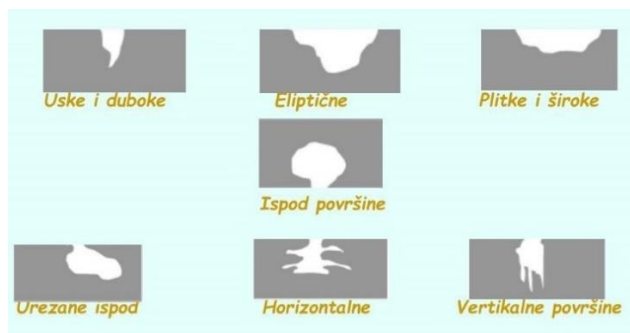 Uske i duboke
Eliptične
Plitke i široke
Ispod površine
Urezane ispod
Horizontalne
Vertikalne površine